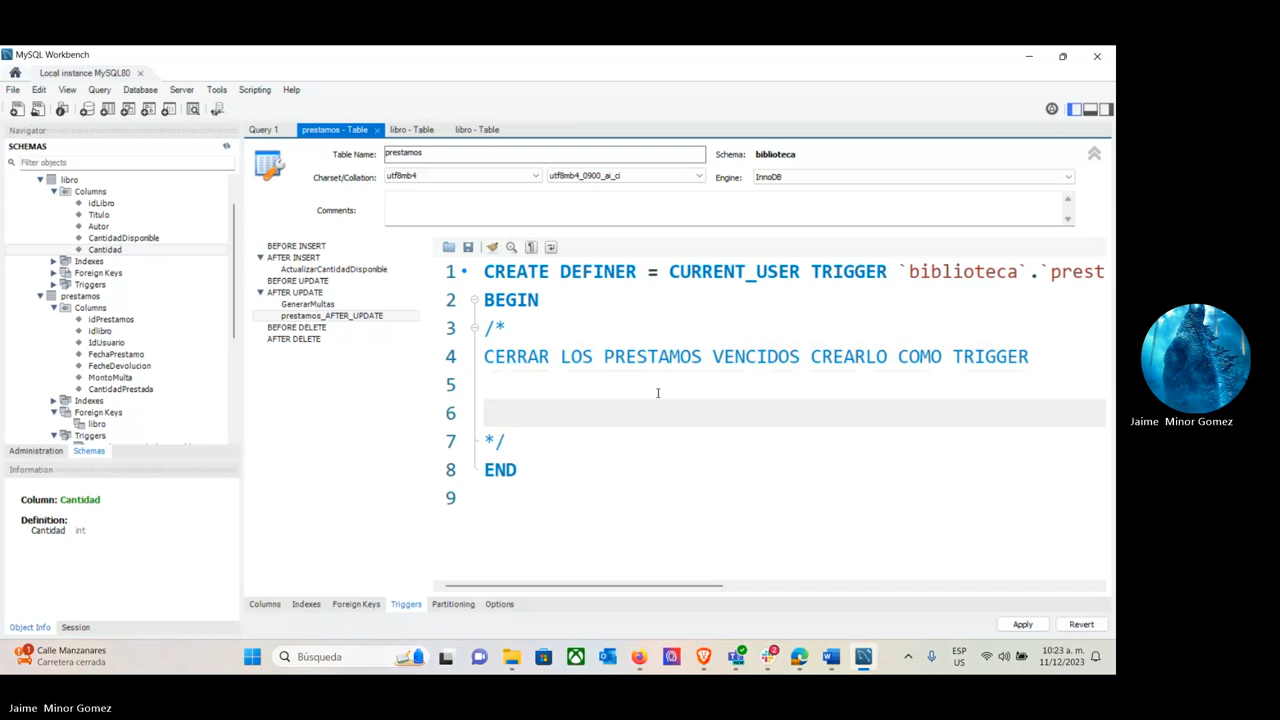 MySQL Workbench
Local instance MySQL80
File Edit View Query Database Server Tools Scripting Help
Navigator
SCHEMAS
Filter objects
libro
Columns
idLibro
Titulo
Autor
CantidadDisponible
Cantidad
Indexes
Foreign Keys
Triggers
prestamos
Columns
idPrestamos
idlibro
IdUsuario
FechaPrestamo
FecheDevolucion
MontoMulta
CantidadPrestada
Indexes
Foreign Keys
libro
Triggers
Administration Schemas
Information
Column: Cantidad
Definition:
Cantidad int
Object Info Session
Query 1 prestamos - Table libro - Table libro - Table
Table Name: prestamos Schema: biblioteca
Charset/Collation: utf8mb4 utf8mb4_0900_ai_ci Engine: InnoDB
Comments:
BEFORE INSERT
AFTER INSERT
ActualizarCantidadDisponible
BEFORE UPDATE
AFTER UPDATE
GenerarMultas
prestamos_AFTER_UPDATE
BEFORE DELETE
AFTER DELETE
1 CREATE DEFINER = CURRENT_USER TRIGGER `biblioteca`.`prest
2 BEGIN
3 /*
4 CERRAR LOS PRESTAMOS VENCIDOS CREARLO COMO TRIGGER
5
6
7 */
8 END
9
Columns Indexes Foreign Keys Triggers Partitioning Options
Apply Revert
1 Calle Manzanares
Carretera cerrada
Búsqueda
2
ESP
US
10:23 a. m.
11/12/2023
Jaime Minor Gomez
Jaime Minor Gomez